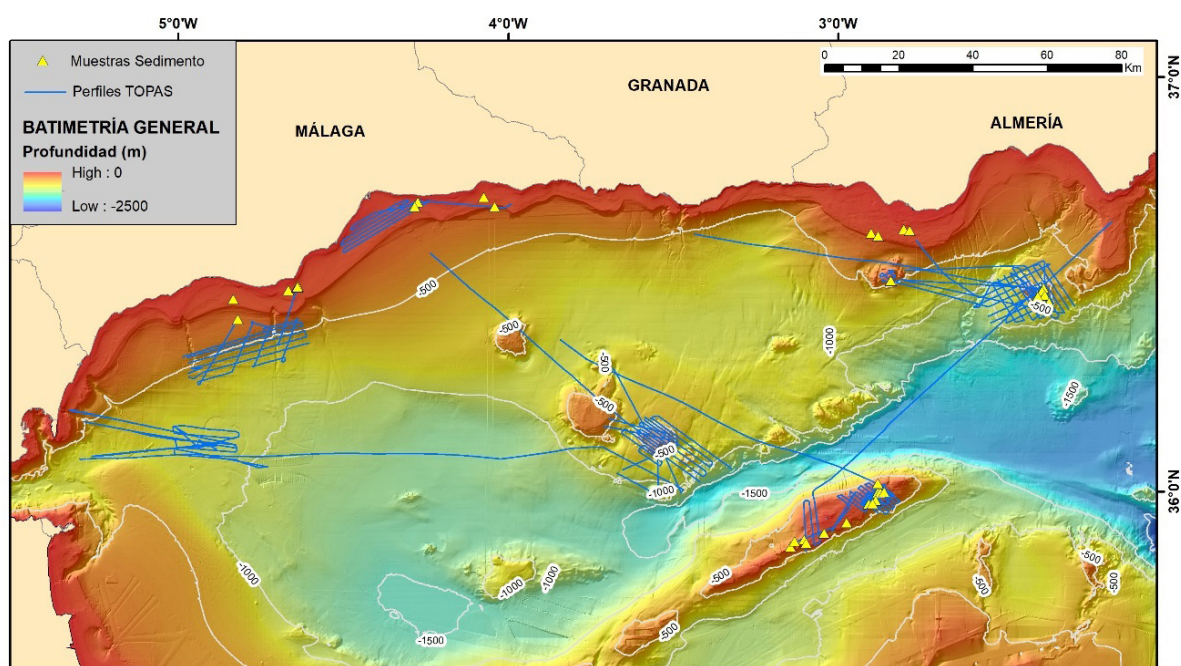 5°0'W
4°0'W
3°0'W
Muestras Sedimento
Perfiles TOPAS
BATIMETRÍA GENERAL
Profundidad (m)
High : 0
Low : -2500
0
20
40
60
80
Km
37°0'N
GRANADA
MÁLAGA
ALMERÍA
-500
-500
-500
-1000
-500
-500
-1500
-500
-1000
-1500
36°0'N
-1000
-1000
-1000
-500
-500
-500
-500
-1500
-500